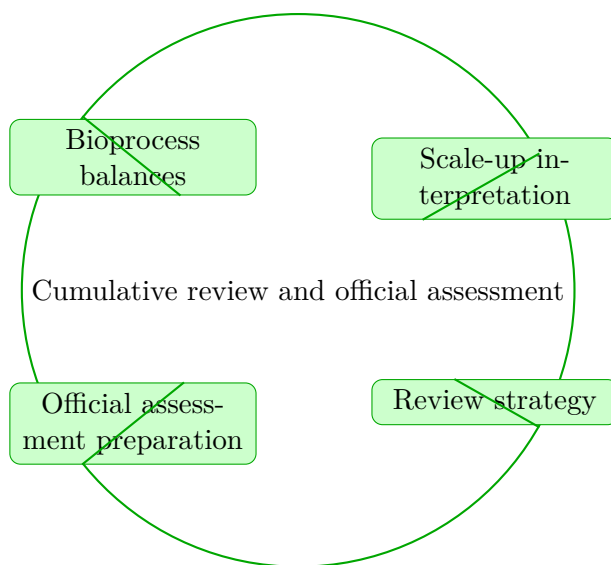 Bioprocess
balances
Scale-up in-
terpretation
Cumulative review and official assessment
Official assess-
ment preparation
Review strategy